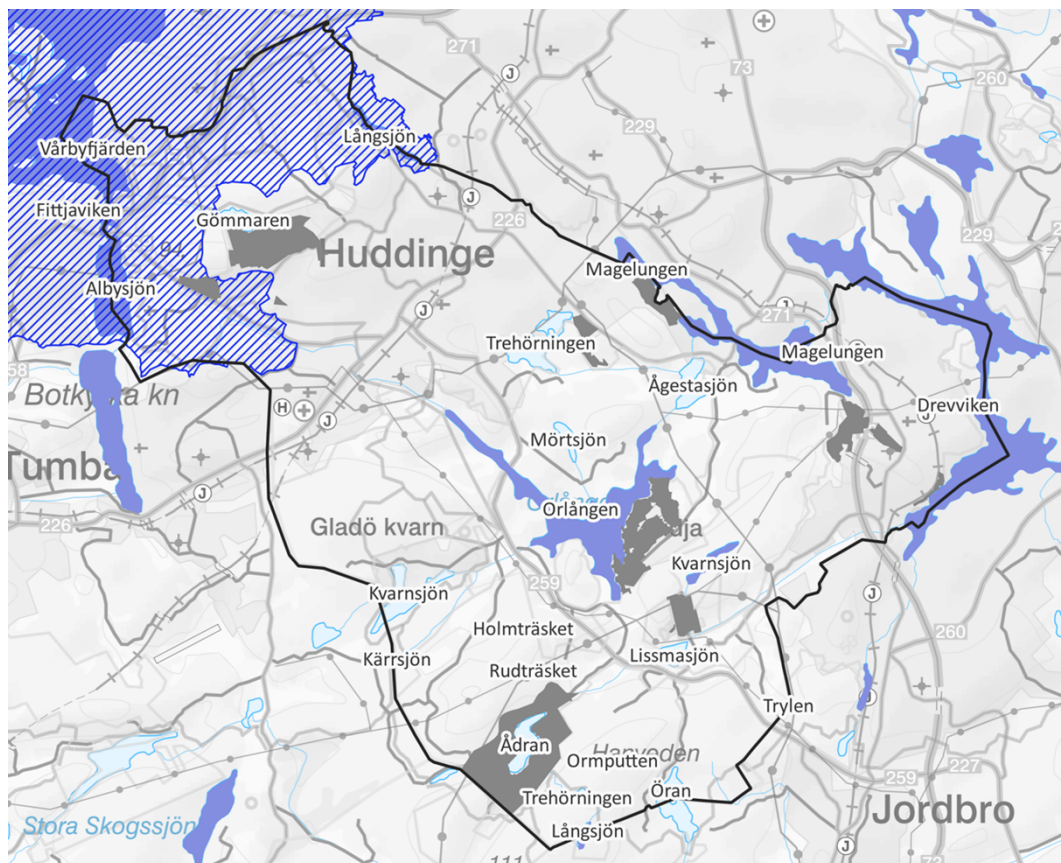 271
73
260
229
Långsjön
Vårbyfjärden
Fittjaviken
Gömmaren
226
229
Huddinge
Magelungen
Albysjön
271
Trehörningen
Magelungen
Ågestasjön
H
Drevviken
Mörtsjön
J
226
Orlången
Gladö kvarn
Kvarnsjön
259
Kvarnsjön
Holmträsket
260
Kärrsjön
Lissmasjön
Rudträsket
Trylen
Ådran
Ormputten
259
227
Trehörningen
Öran
Jordbro
Stora Skogssjön
Långsjön